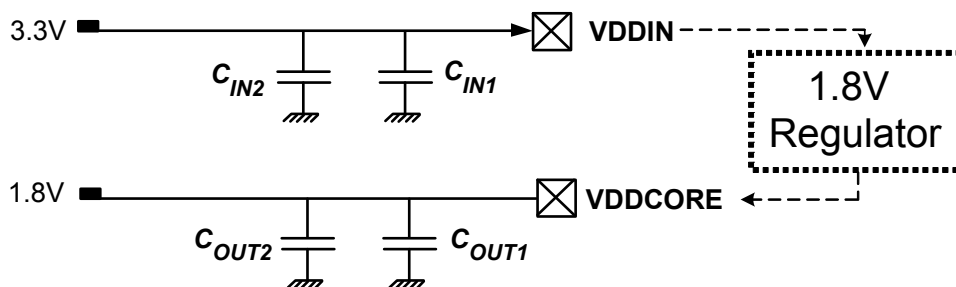 3.3V
VDDIN
C_IN2
C_IN1
1.8V
Regulator
1.8V
VDDCORE
C_OUT2
C_OUT1